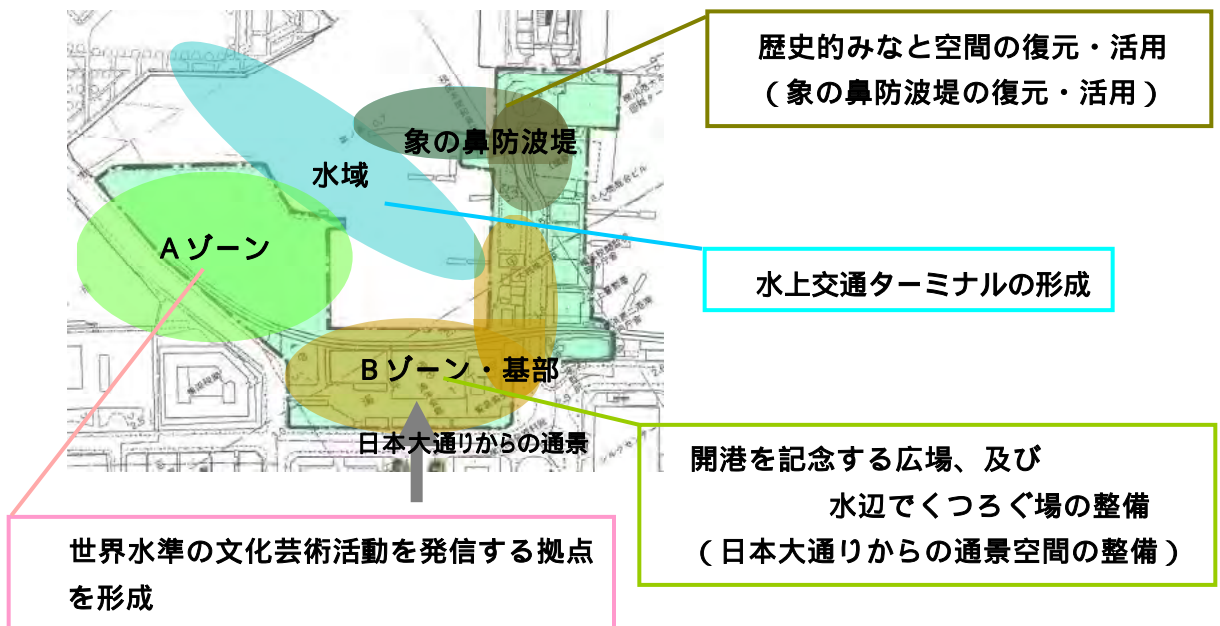 歴史的みなと空間の復元・活用
（象の鼻防波堤の復元・活用）
象の鼻防波堤
水域
Aゾーン
水上交通ターミナルの形成
Bゾーン・基部
日本大通りからの通景
開港を記念する広場、及び
水辺でくつろぐ場の整備
（日本大通りからの通景空間の整備）
世界水準の文化芸術活動を発信する拠点
を形成